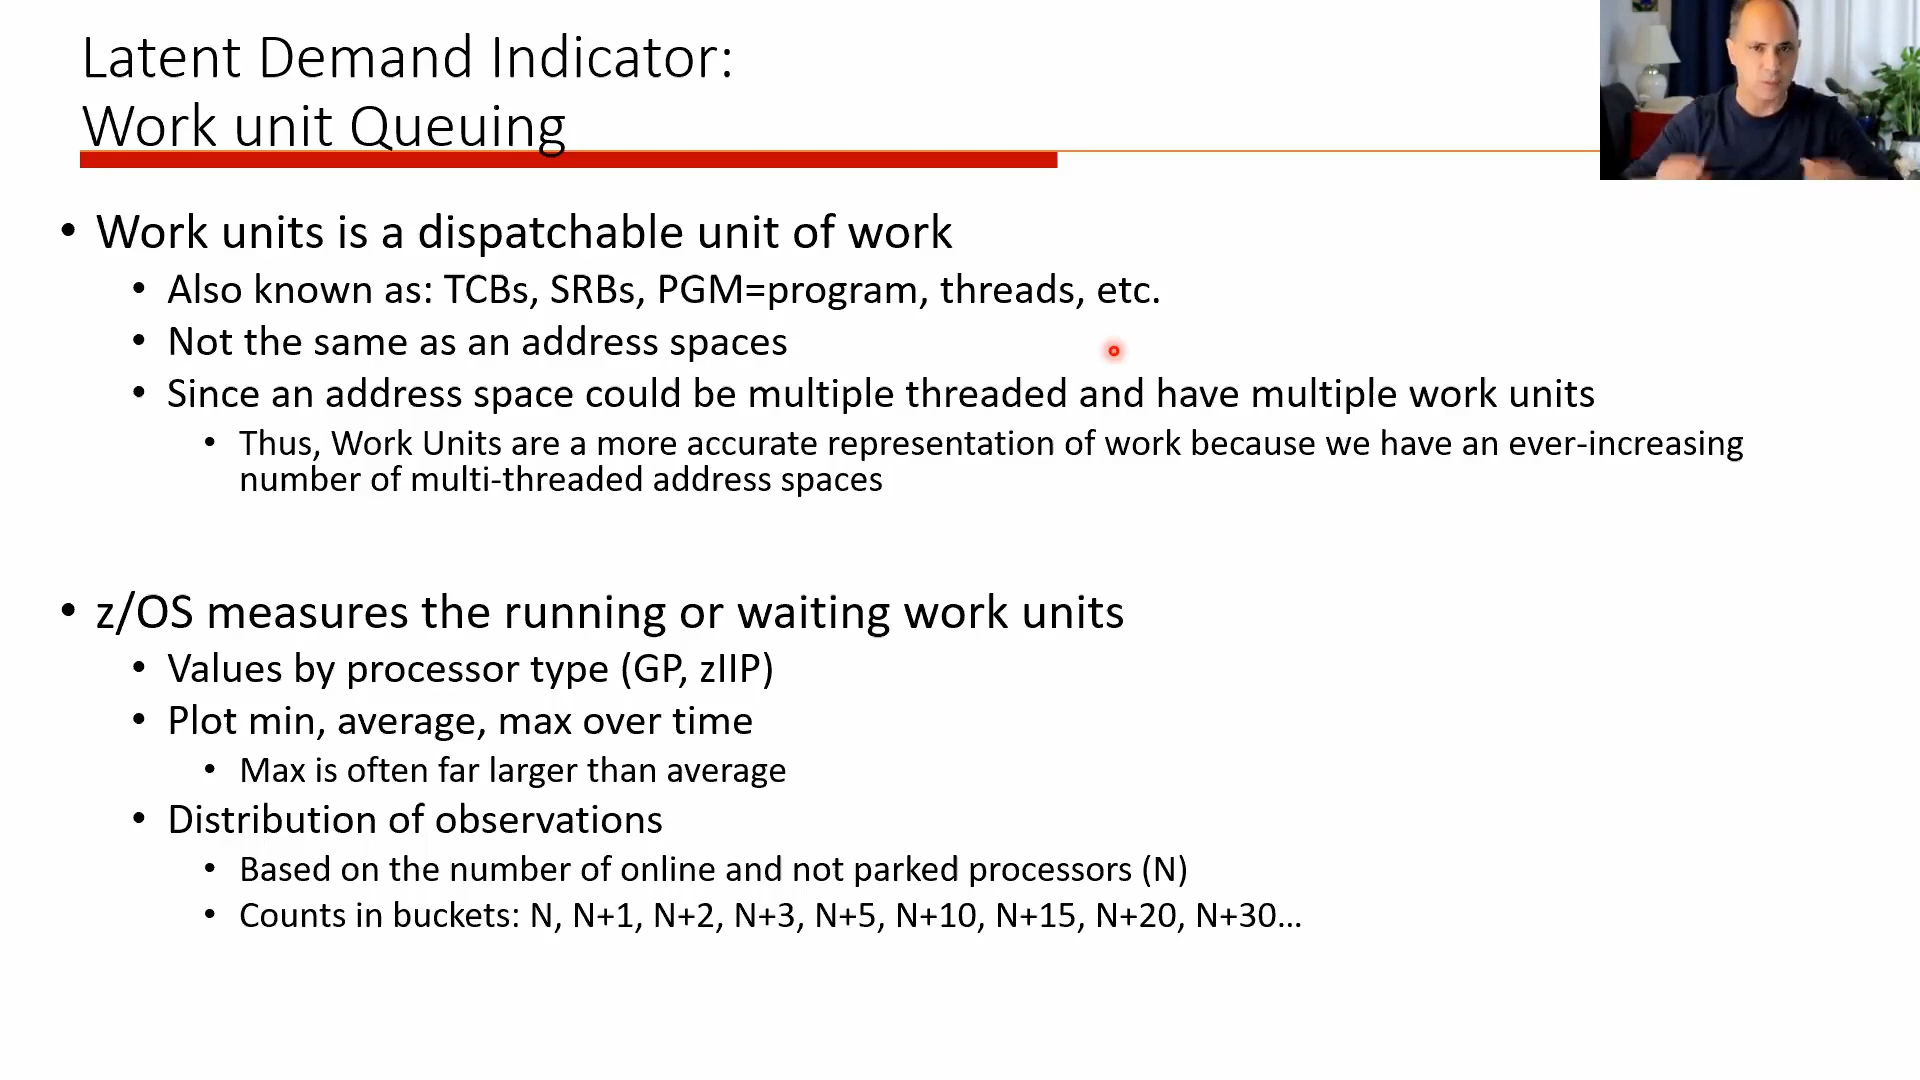 Latent Demand Indicator:
Work unit Queuing
• Work units is a dispatchable unit of work
• Also known as: TCBs, SRBs, PGM=program, threads, etc.
• Not the same as an address spaces
• Since an address space could be multiple threaded and have multiple work units
• Thus, Work Units are a more accurate representation of work because we have an ever-increasing
number of multi-threaded address spaces
• z/OS measures the running or waiting work units
• Values by processor type (GP, zIIP)
• Plot min, average, max over time
• Max is often far larger than average
• Distribution of observations
• Based on the number of online and not parked processors (N)
• Counts in buckets: N, N+1, N+2, N+3, N+5, N+10, N+15, N+20, N+30...